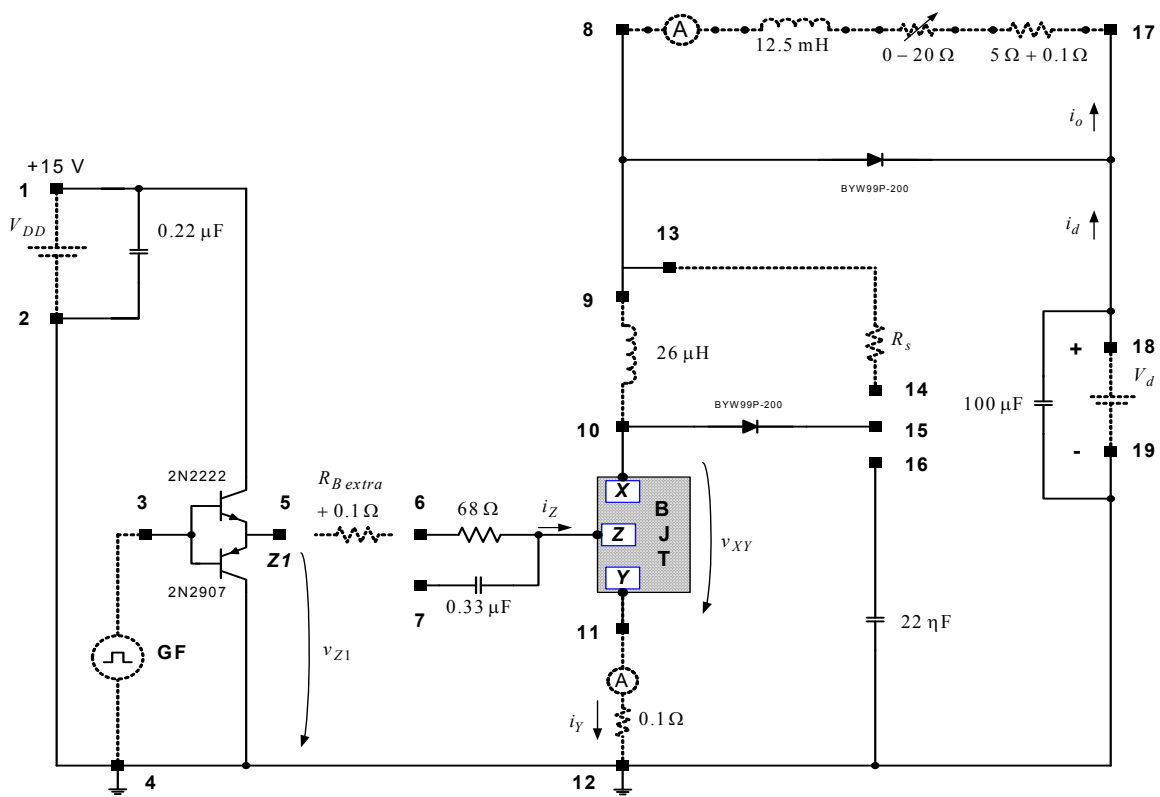 8
A
12.5 mH
0 – 20 Ω
5 Ω + 0.1Ω
17
i_o
BYW99P-200
+15 V
1
V_DD
0.22 µF
2
i_d
13
9
26 µH
R_s
14
BYW99P-200
10
15
16
100 µF
+
18
V_d
-
19
2N2222
3
5
R_B extra
+ 0.1Ω
6
68 Ω
i_Z
X
Z
Y
B
J
T
v_XY
Z1
2N2907
7
0.33 µF
11
22 ηF
GF
v_Z1
A
i_Y
0.1Ω
4
12